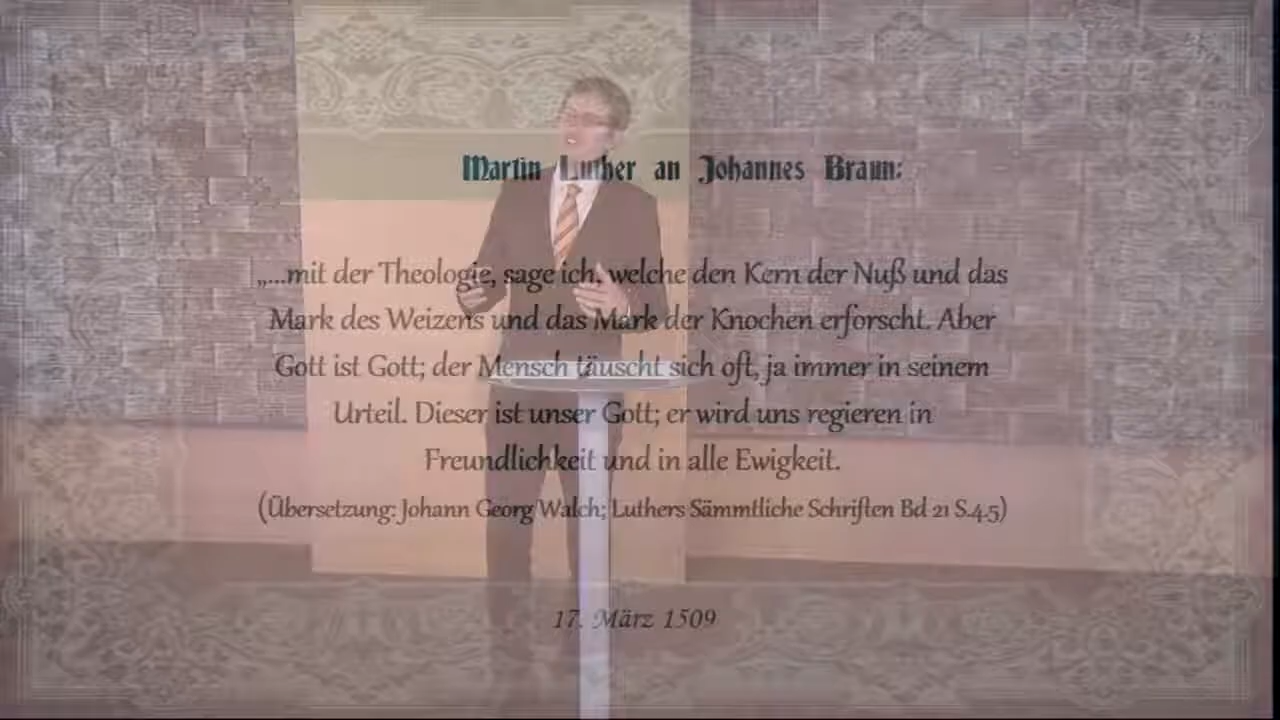 Martin Luther an Johannes Braun:
„...mit der Theologie, sage ich, welche den Kern der Nuß und das
Mark des Weizens und das Mark der Knochen erforscht. Aber
Gott ist Gott; der Mensch täuscht sich oft, ja immer in seinem
Urteil. Dieser ist unser Gott; er wird uns regieren in
Freundlichkeit und in alle Ewigkeit.
(Übersetzung: Johann Georg Walch; Luthers Sämmtliche Schriften Bd 21 S.4.5)
17. März 1509